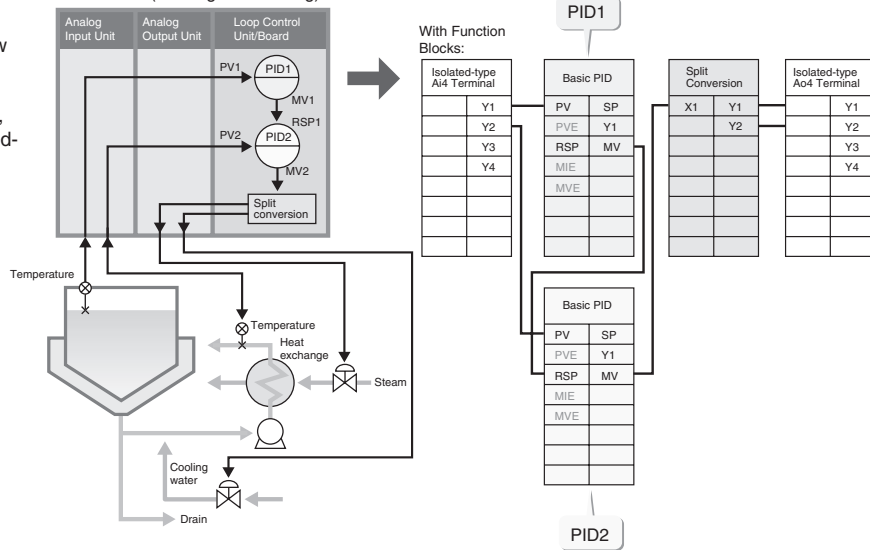 PID1
Analog
Input Unit
Analog
Output Unit
Loop Control
Unit/Board
PV1
PID1
MV1
RSP1
PV2
PID2
MV2
Split
conversion
Temperature
Temperature
Heat
exchange
Steam
Cooling
water
Drain
With Function
Blocks:
Isolated-type
Ai4 Terminal
Y1
Y2
Y3
Y4
Basic PID
PV SP
PVE Y1
RSP MV
MIE
MVE
Split
Conversion
X1 Y1
Y2
Isolated-type
Ao4 Terminal
Y1
Y2
Y3
Y4
Basic PID
PV SP
PVE Y1
RSP MV
MIE
MVE
PID2